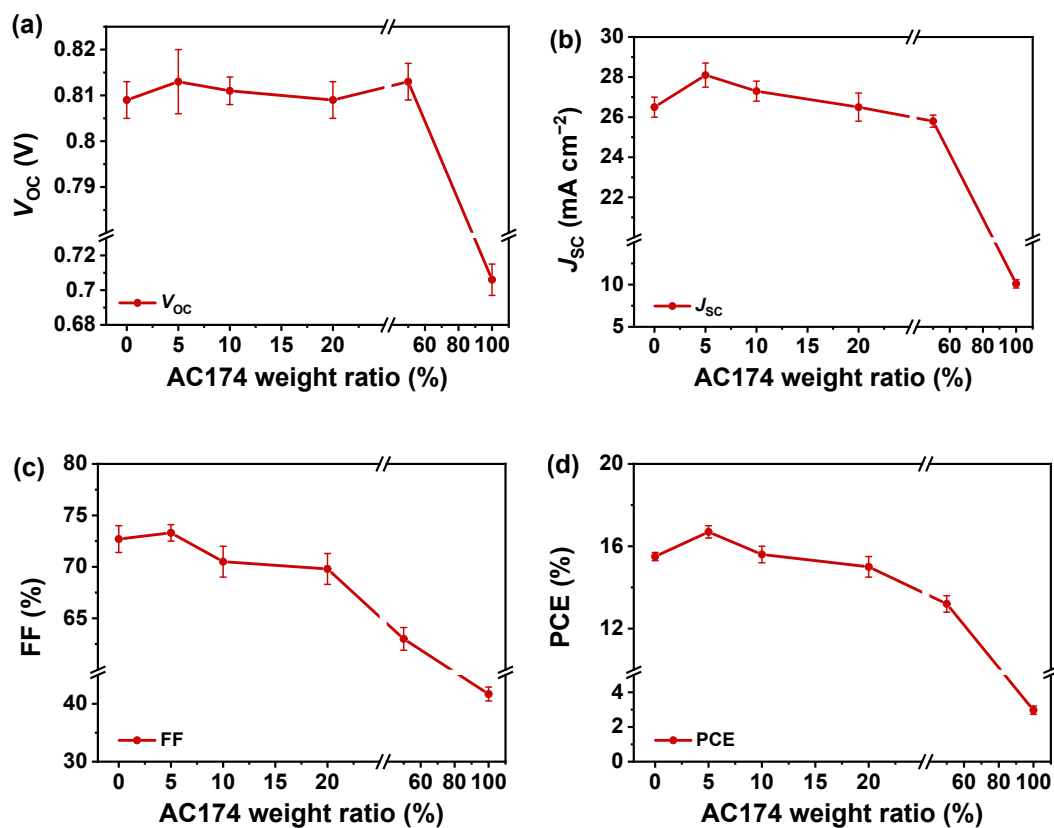 (a)
0.82
0.81
0.8
0.79
0.72
0.7
0.68
V_OC (V)
V_OC
0 5 10 15 20 60 80 100
AC174 weight ratio (%)
(b)
30
28
26
24
22
15
10
5
J_SC (mA cm⁻²)
J_SC
0 5 10 15 20 60 80 100
AC174 weight ratio (%)
(c)
80
75
70
65
40
30
FF (%)
FF
0 5 10 15 20 60 80 100
AC174 weight ratio (%)
(d)
20
16
12
4
2
0
PCE (%)
PCE
0 5 10 15 20 60 80 100
AC174 weight ratio (%)